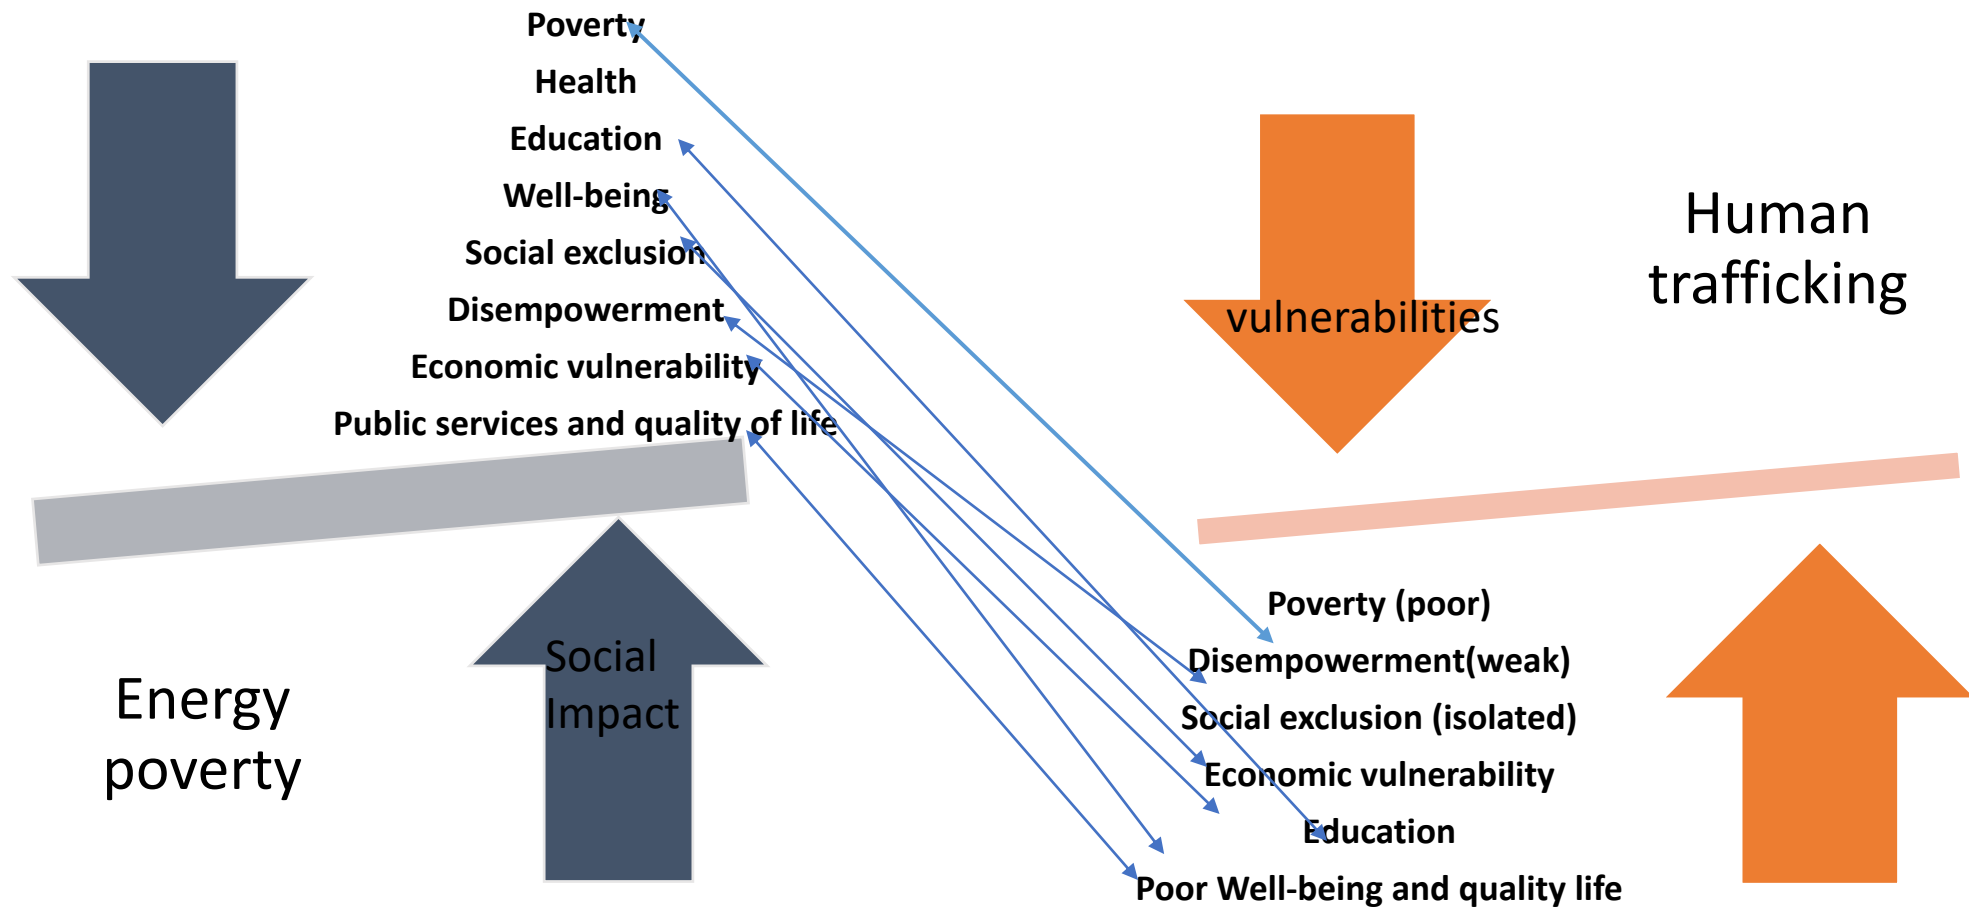 Poverty
Health
Education
Well-being
Social exclusion
Disempowerment
Economic vulnerability
Public services and quality of life
Energy
poverty
Social
Impact
vulnerabilities
Human
trafficking
Poverty (poor)
Disempowerment(weak)
Social exclusion (isolated)
Economic vulnerability
Education
Poor Well-being and quality life